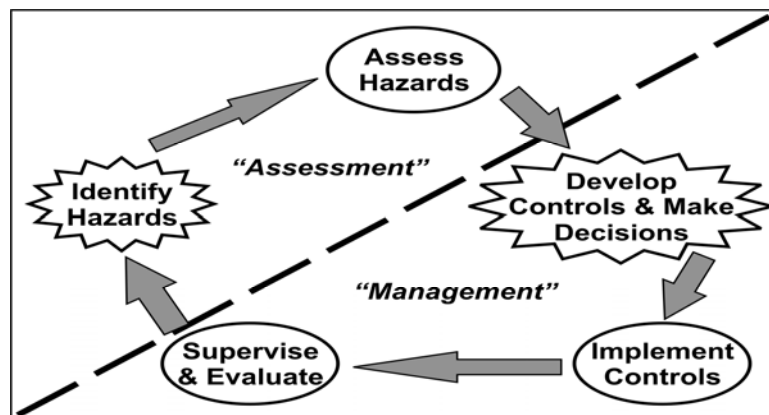 Assess
Hazards
“Assessment”
Identify
Hazards
Develop
Controls & Make
Decisions
“Management”
Supervise
& Evaluate
Implement
Controls